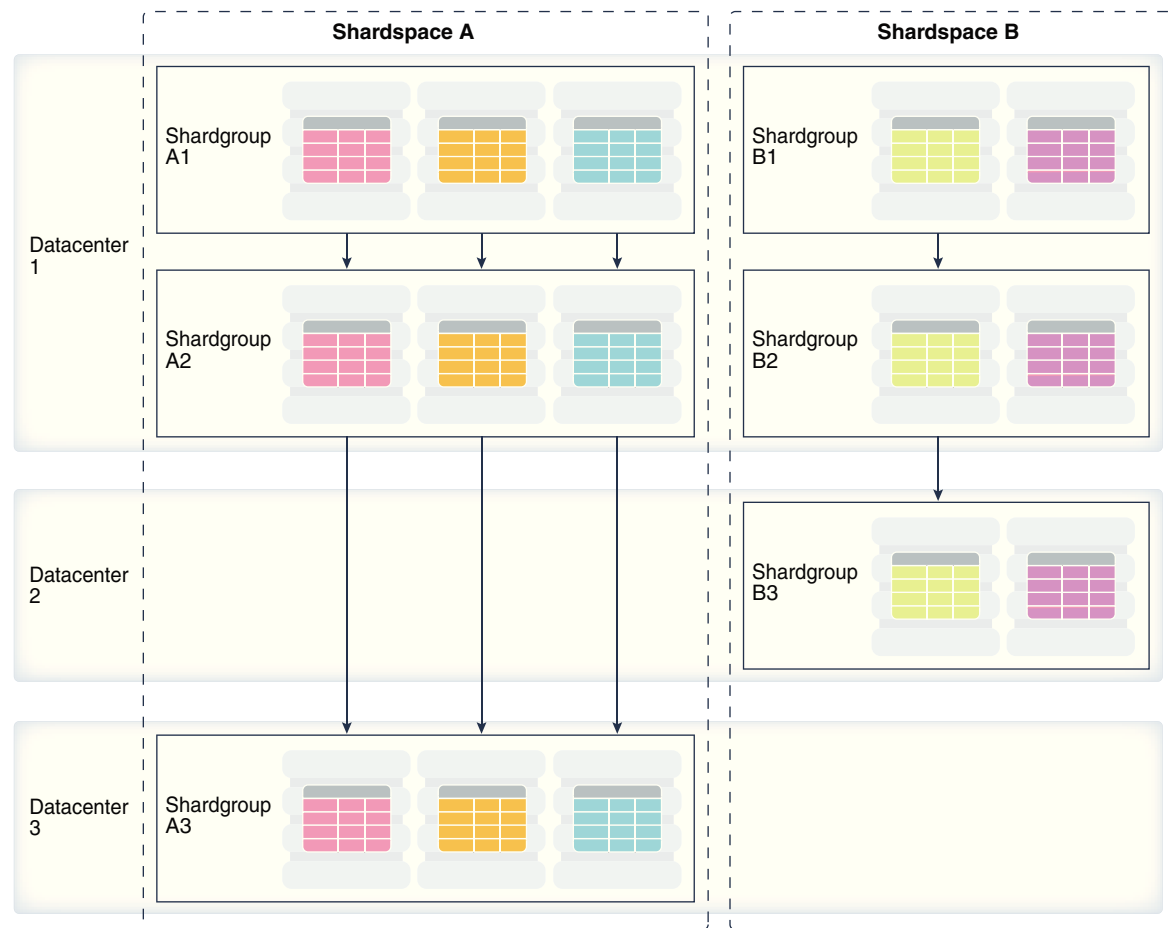 Shardspace A
Shardspace B
Datacenter
1
Shardgroup
A1
Shardgroup
B1
Shardgroup
A2
Shardgroup
B2
Datacenter
2
Shardgroup
B3
Datacenter
3
Shardgroup
A3